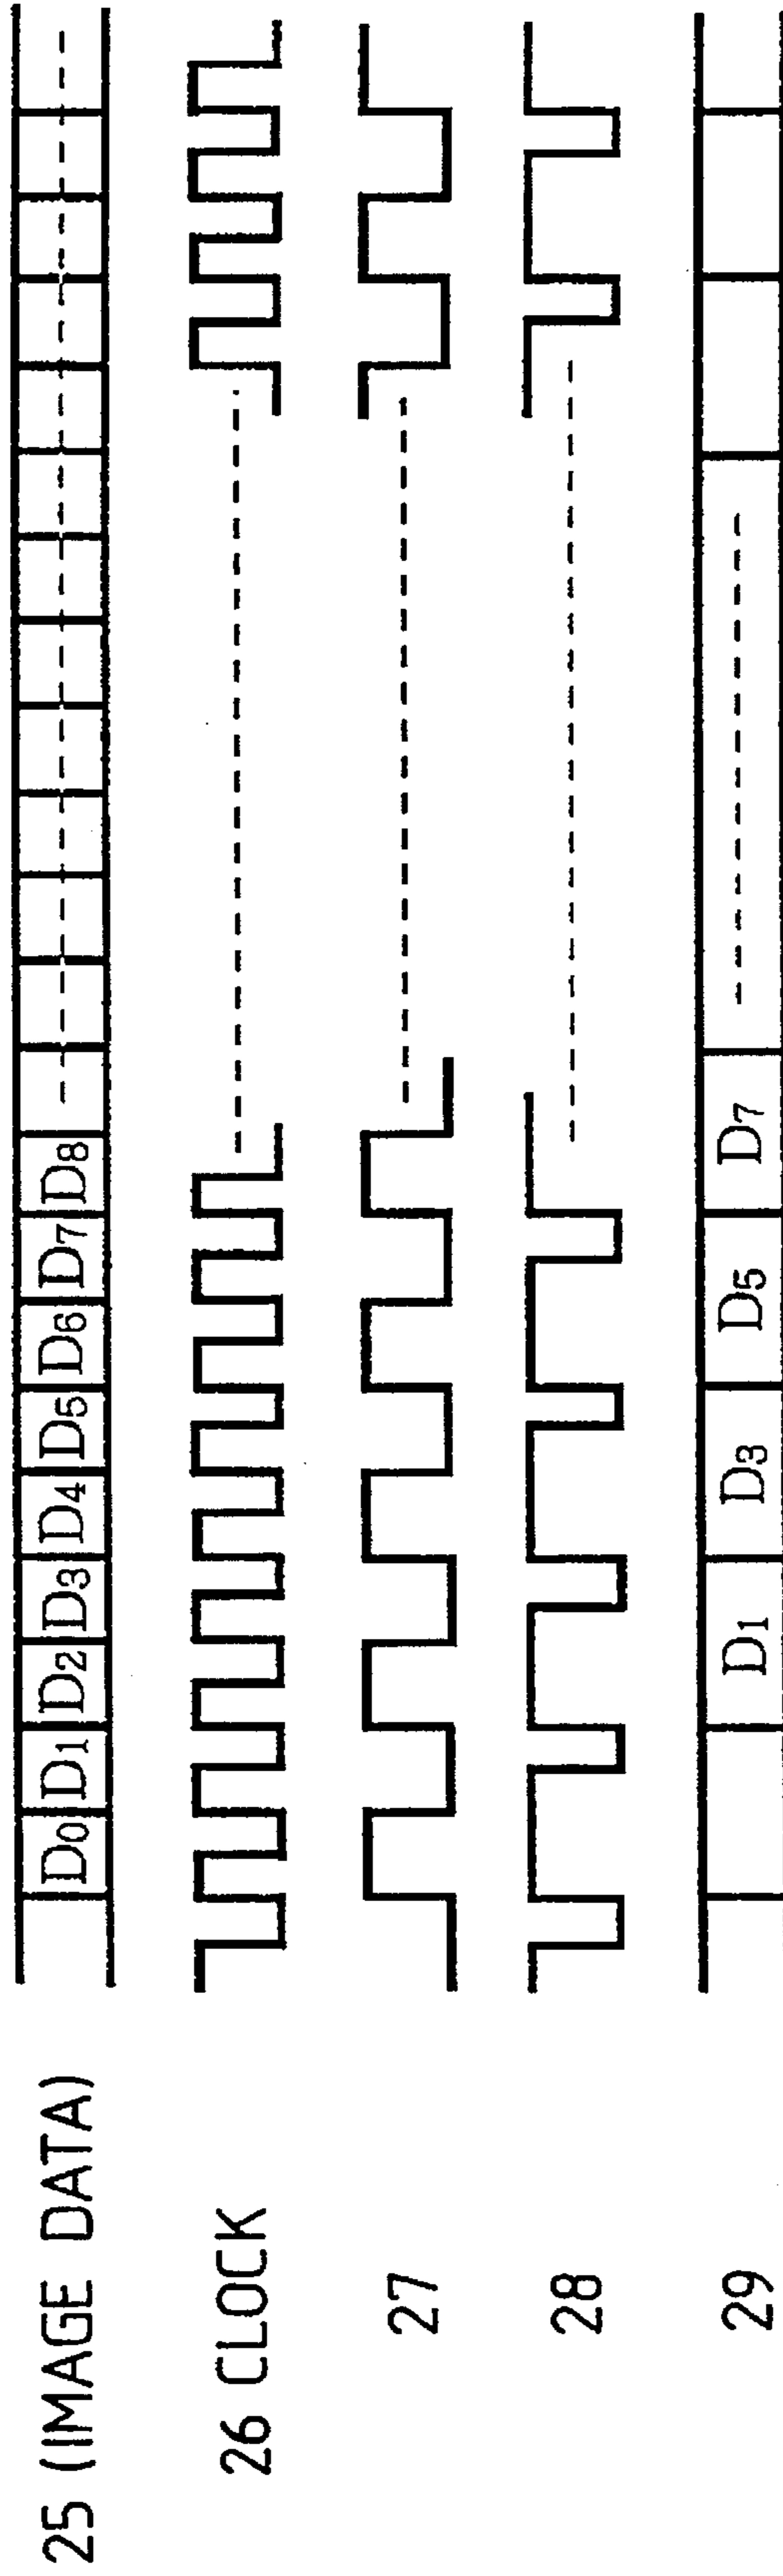 25 (IMAGE DATA) D0 D1 D2 D3 D4 D5 D6 D7 D8
26 CLOCK
27
28
29 D1 D3 D5 D7